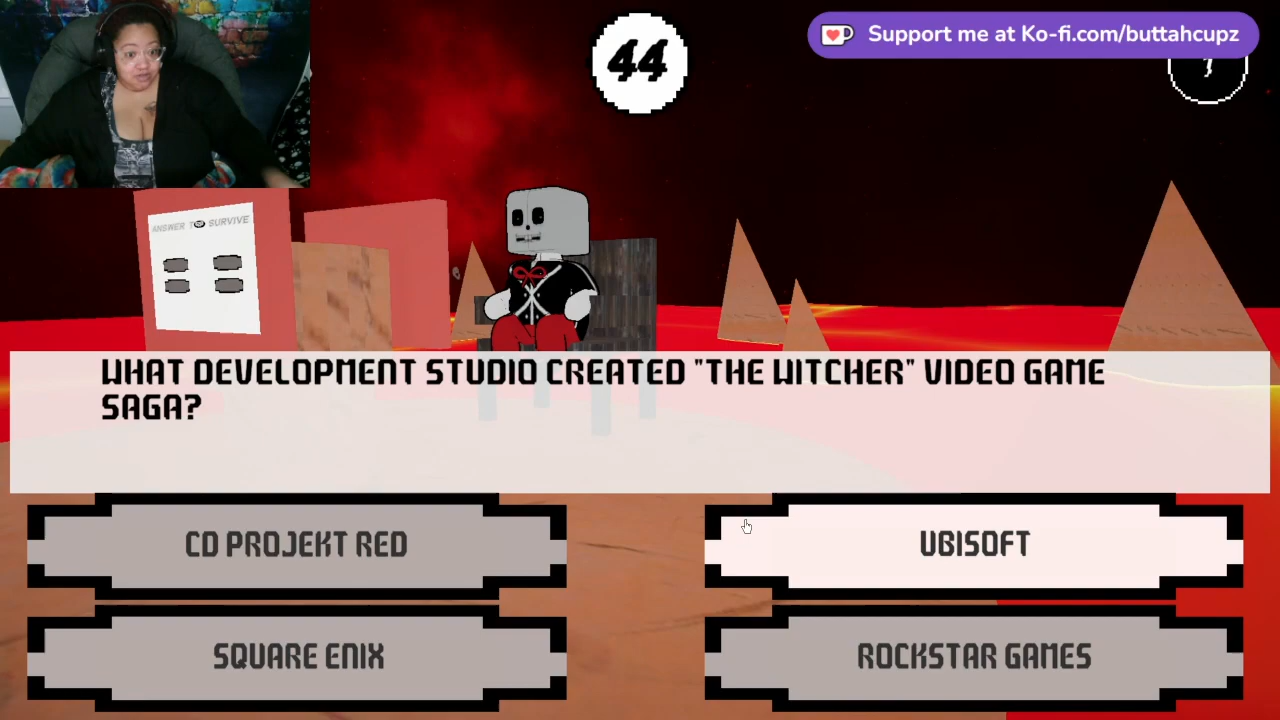 44
Support me at Ko-fi.com/buttahcupz
ANSWER TO SURVIVE
WHAT DEVELOPMENT STUDIO CREATED "THE WITCHER" VIDEO GAME
SAGA?
CD PROJEKT RED
UBISOFT
SQUARE ENIX
ROCKSTAR GAMES